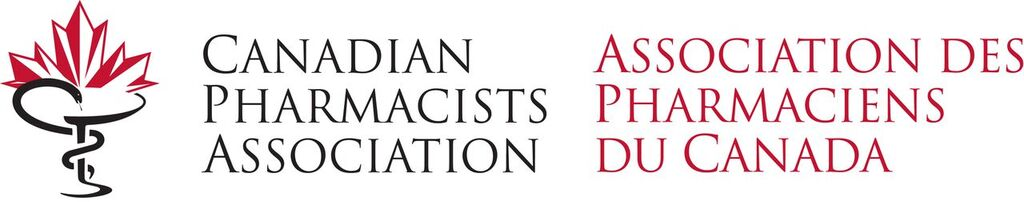 CANADIAN
PHARMACISTS
ASSOCIATION
ASSOCIATION DES
PHARMACIENS
DU CANADA